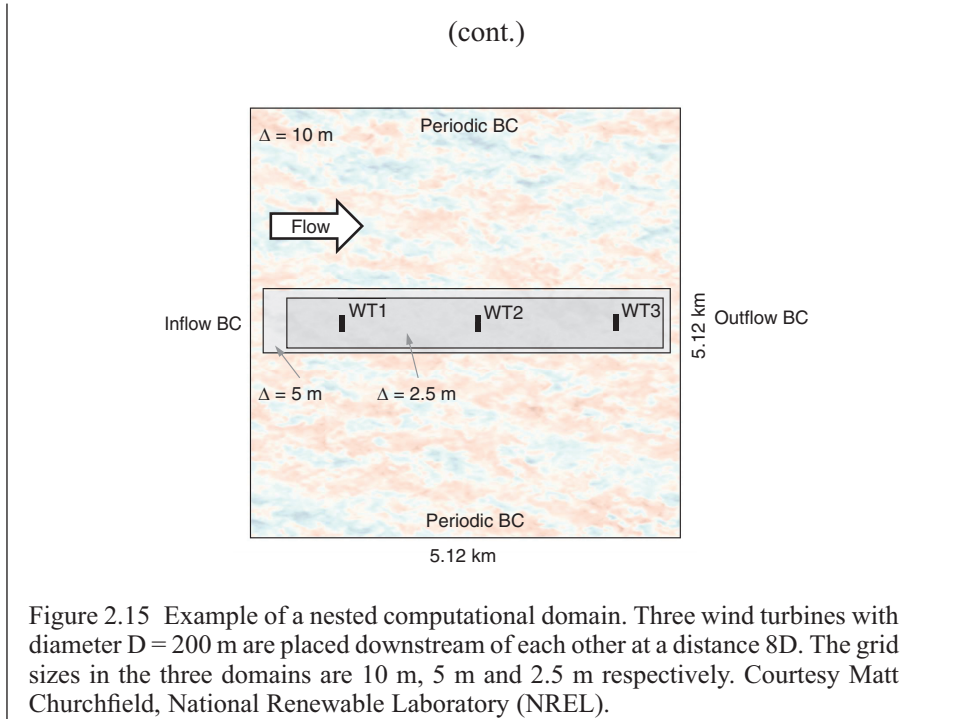 (cont.)
Δ = 10 m
Periodic BC
Flow
WT1
WT2
WT3
Inflow BC
5.12 km
Outflow BC
Δ = 5 m
Δ = 2.5 m
Periodic BC
5.12 km
Figure 2.15 Example of a nested computational domain. Three wind turbines with
diameter D = 200 m are placed downstream of each other at a distance 8D. The grid
sizes in the three domains are 10 m, 5 m and 2.5 m respectively. Courtesy Matt
Churchfield, National Renewable Laboratory (NREL).